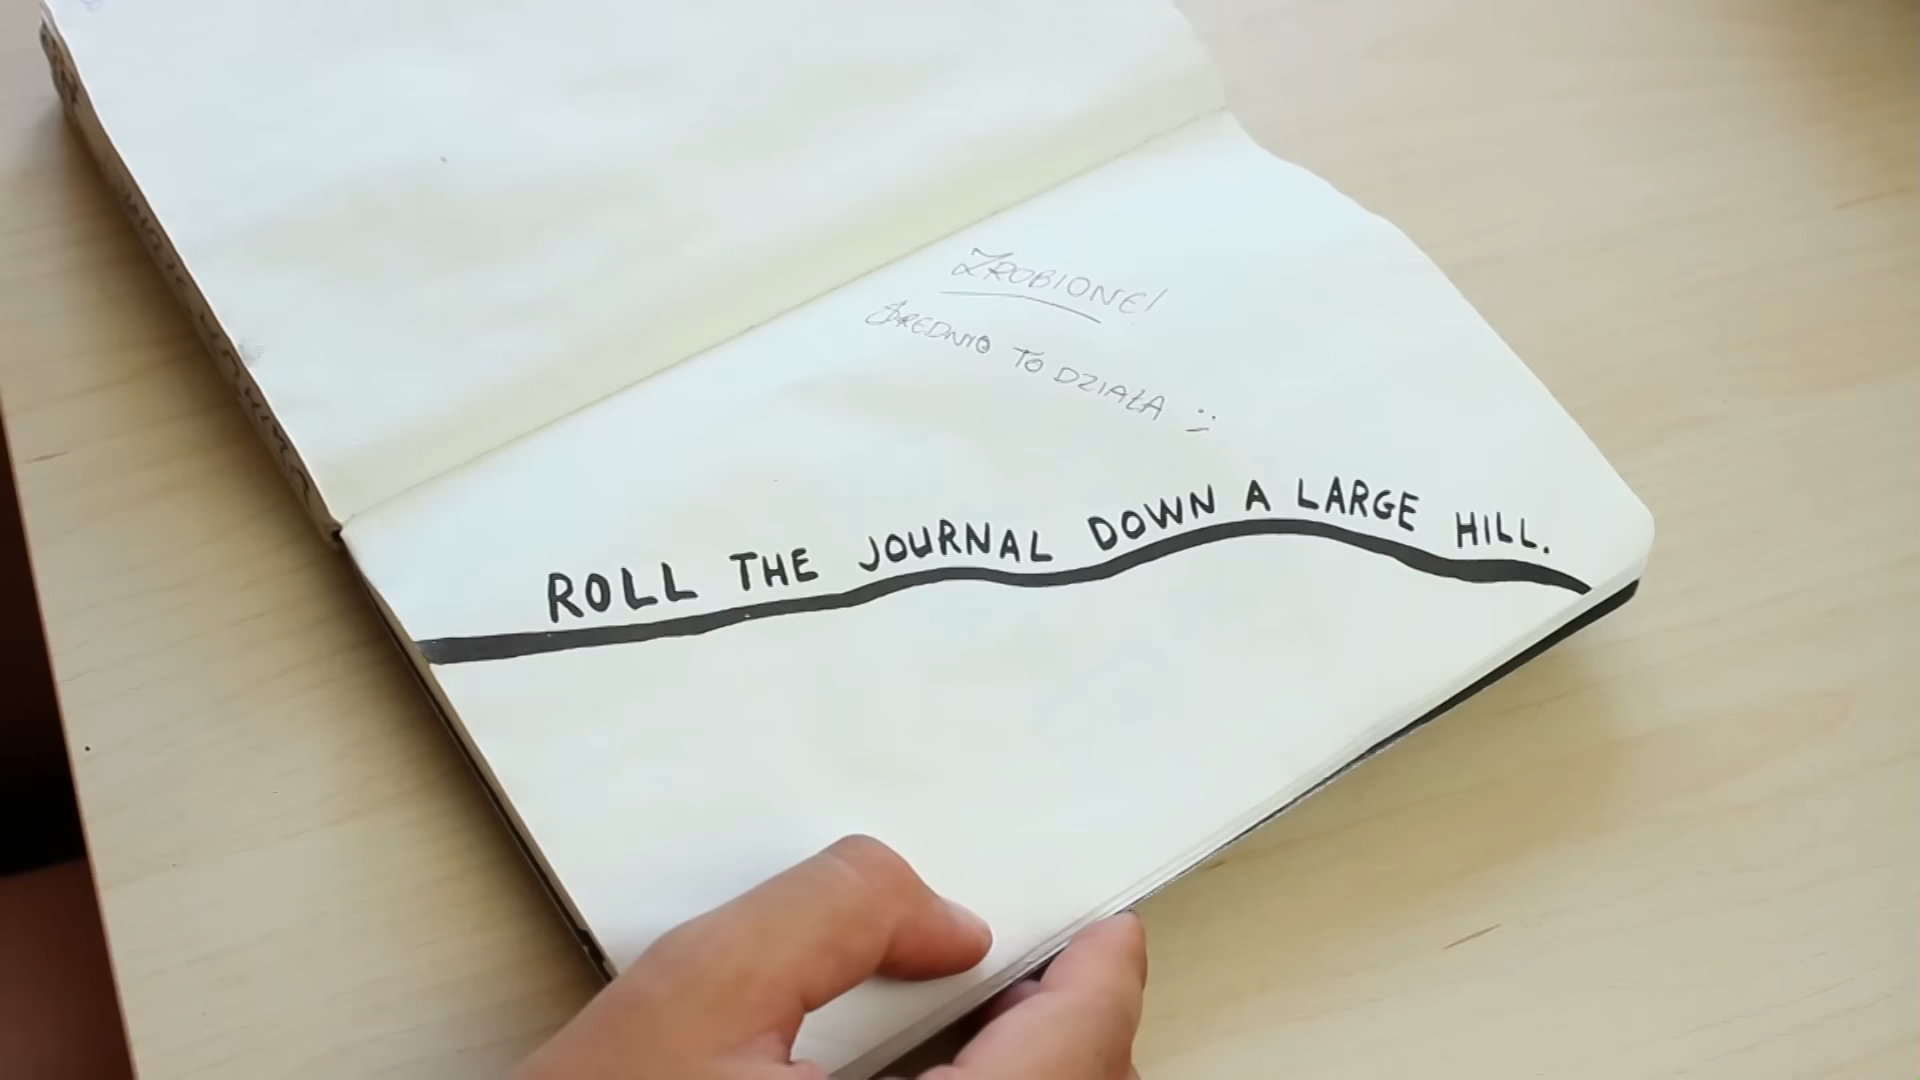 ZROBIONE!
ŚREDNIO TO DZIAŁA :;
ROLL THE JOURNAL DOWN A LARGE HILL.